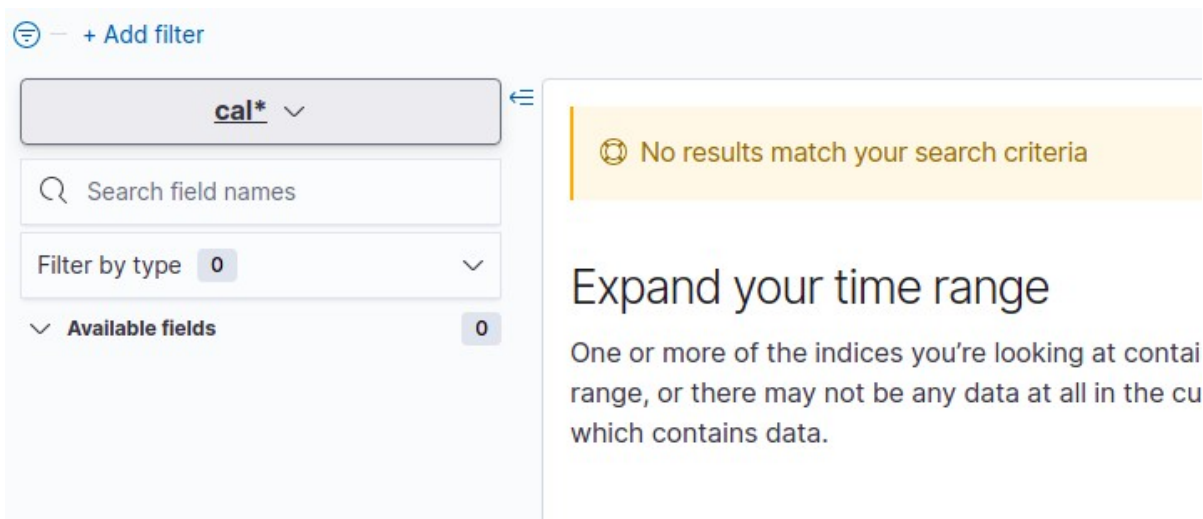 + Add filter
cal*
Search field names
Filter by type 0
Available fields 0
No results match your search criteria
Expand your time range
One or more of the indices you're looking at contai
range, or there may not be any data at all in the cu
which contains data.